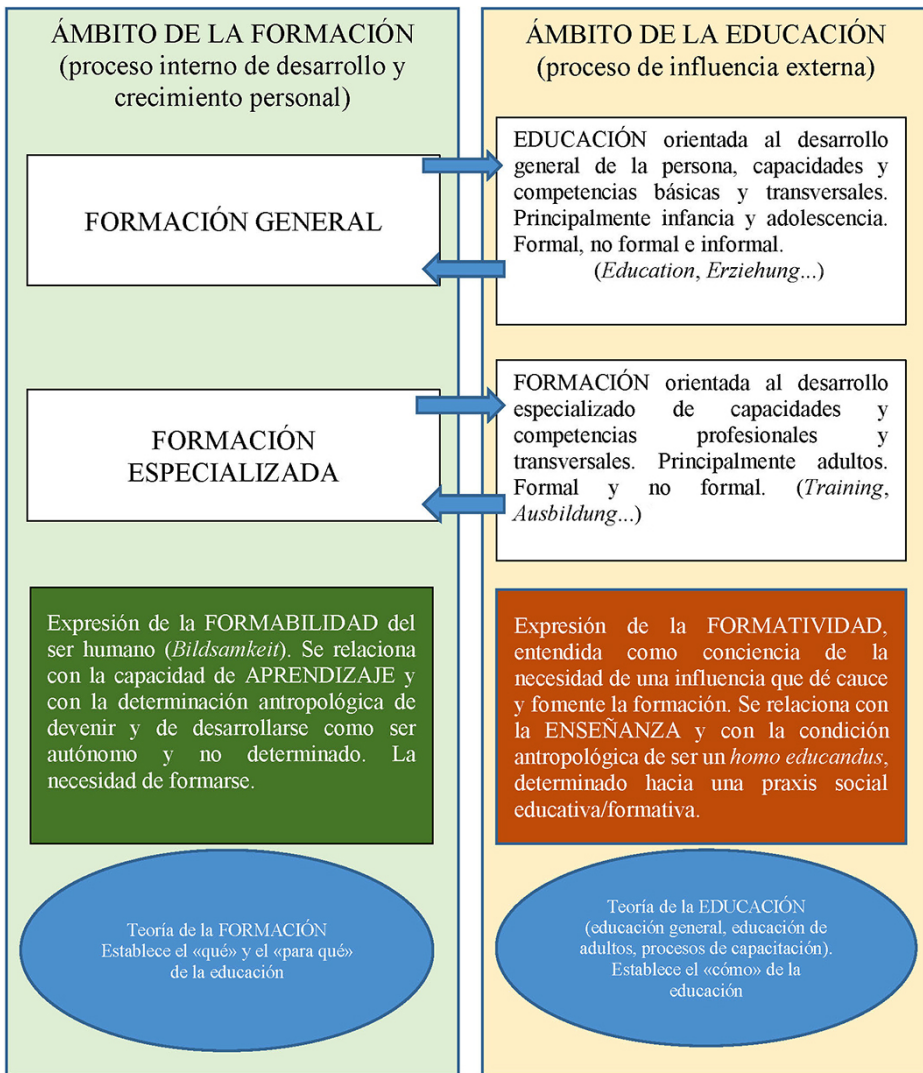 ÁMBITO DE LA FORMACIÓN
(proceso interno de desarrollo y
crecimiento personal)
FORMACIÓN GENERAL
FORMACIÓN
ESPECIALIZADA
Expresión de la FORMABILIDAD del
ser humano (Bildsamkeit). Se relaciona
con la capacidad de APRENDIZAJE y
con la determinación antropológica de
devenir y de desarrollarse como ser
autónomo y no determinado. La
necesidad de formarse.
Teoría de la FORMACIÓN
Establece el «qué» y el «para qué»
de la educación
ÁMBITO DE LA EDUCACIÓN
(proceso de influencia externa)
EDUCACIÓN orientada al desarrollo
general de la persona, capacidades y
competencias básicas y transversales.
Principalmente infancia y adolescencia.
Formal, no formal e informal.
(Education, Erziehung...)
FORMACIÓN orientada al desarrollo
especializado de capacidades y
competencias profesionales y
transversales. Principalmente adultos.
Formal y no formal. (Training,
Ausbildung...)
Expresión de la FORMATIVIDAD,
entendida como conciencia de la
necesidad de una influencia que dé cauce
y fomente la formación. Se relaciona con
la ENSEÑANZA y con la condición
antropológica de ser un homo educandus,
determinado hacia una praxis social
educativa/formativa.
Teoría de la EDUCACIÓN
(educación general, educación de
adultos, procesos de capacitación).
Establece el «cómo» de la
educación